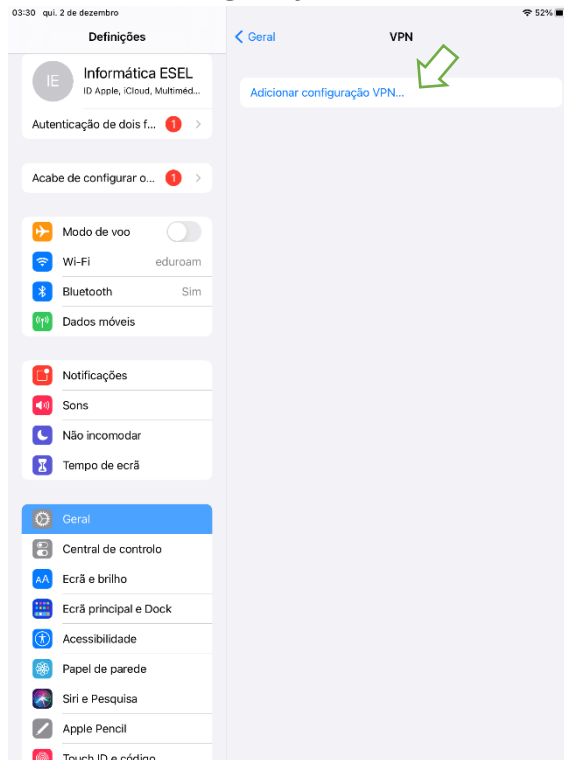 03:30 qui. 2 de dezembro
52%
Definições
Geral
VPN
IE
Informática ESEL
ID Apple, iCloud, Multiméd...
Adicionar configuração VPN...
Autenticação de dois f... 1
Acabe de configurar o... 1
Modo de voo
Wi-Fi eduroam
Bluetooth Sim
Dados móveis
Notificações
Sons
Não incomodar
Tempo de ecrã
Geral
Central de controlo
AA Ecrã e brilho
Ecrã principal e Dock
Acessibilidade
Papel de parede
Siri e Pesquisa
Apple Pencil
Touch ID e código